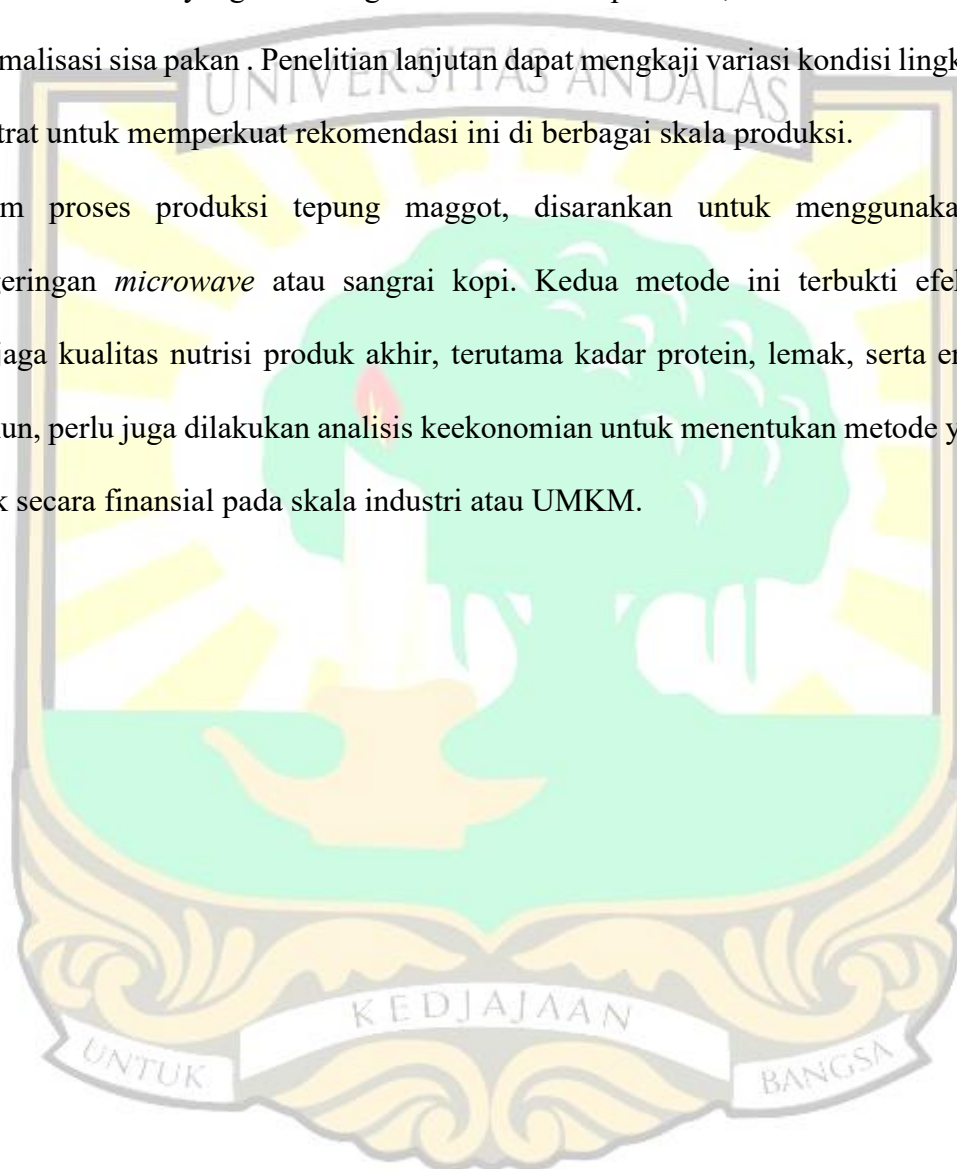 UNIVERSITAS ANDALAS
malisasi sisa pakan . Penelitian lanjutan dapat mengkaji variasi kondisi lingk
trat untuk memperkuat rekomendasi ini di berbagai skala produksi.
m proses produksi tepung maggot, disarankan untuk menggunaka
geringan microwave atau sangrai kopi. Kedua metode ini terbukti efe
jaga kualitas nutrisi produk akhir, terutama kadar protein, lemak, serta e
un, perlu juga dilakukan analisis keekonomian untuk menentukan metode y
k secara finansial pada skala industri atau UMKM.
KEDJAJAAN
UNTUK BANGSA